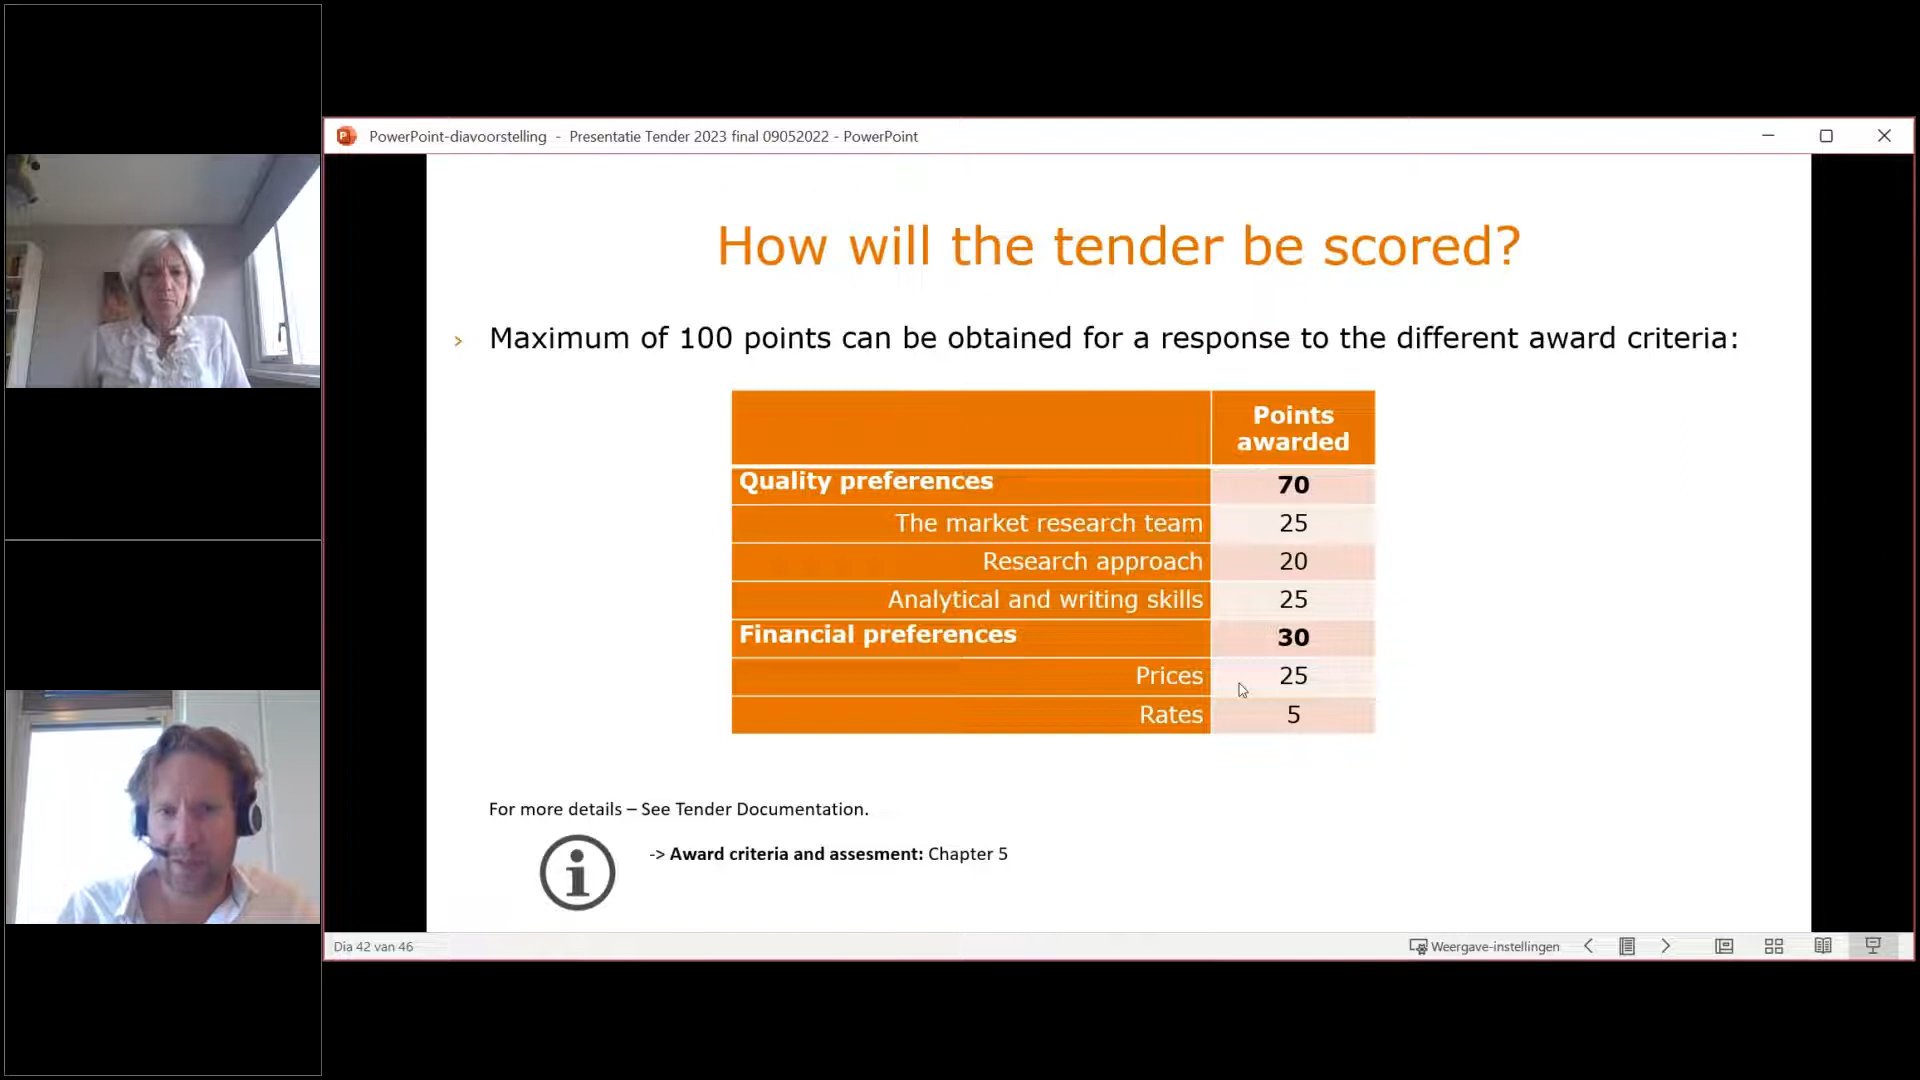 PowerPoint-diavoorstelling - Presentatie Tender 2023 final 09052022 - PowerPoint
How will the tender be scored?
› Maximum of 100 points can be obtained for a response to the different award criteria:
Points
awarded
Quality preferences 70
The market research team 25
Research approach 20
Analytical and writing skills 25
Financial preferences 30
Prices 25
Rates 5
For more details – See Tender Documentation.
-> Award criteria and assesment: Chapter 5
Dia 42 van 46
Weergave-instellingen